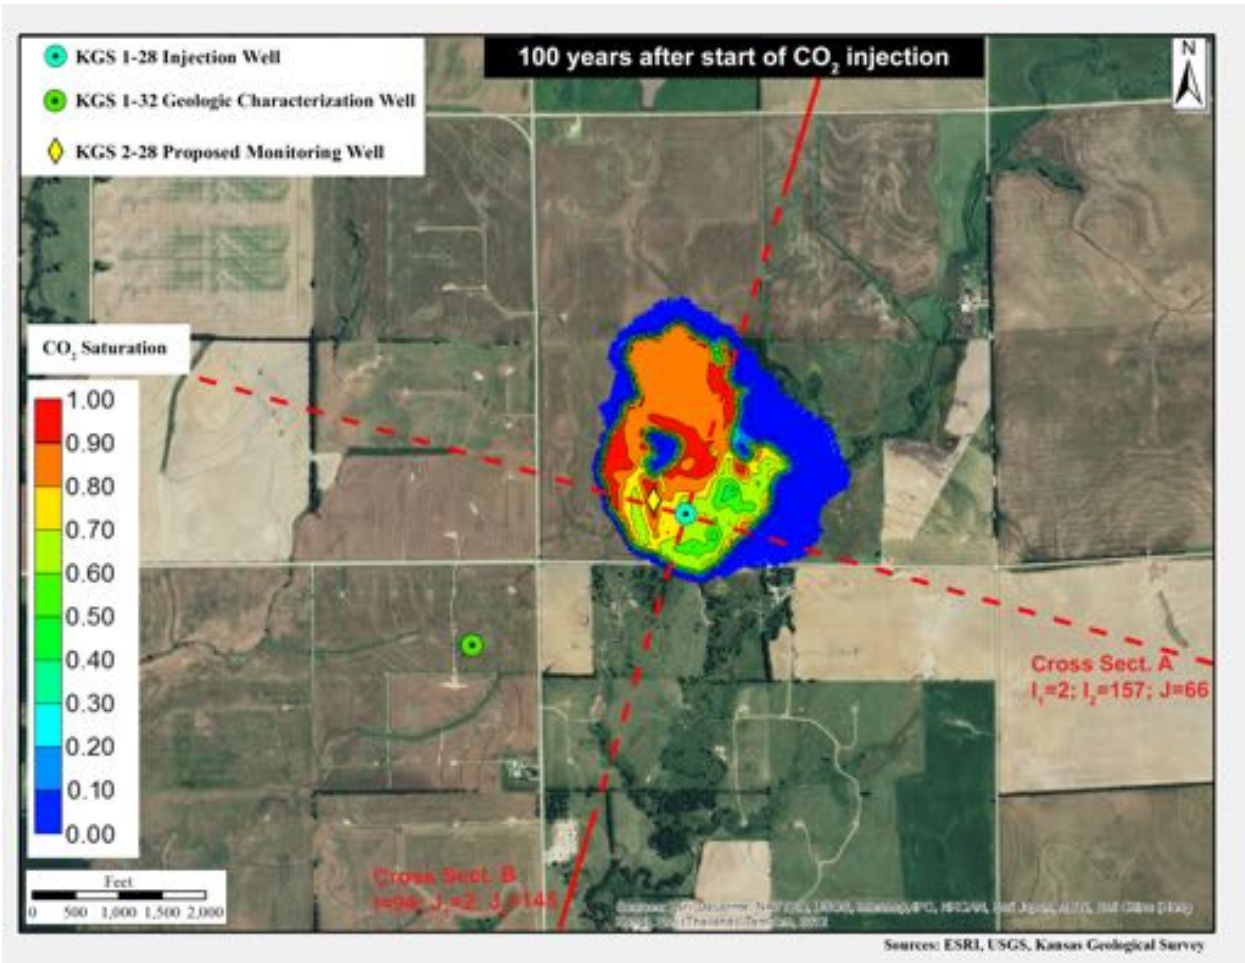 100 years after start of CO₂ injection
N
KGS 1-28 Injection Well
KGS 1-32 Geologic Characterization Well
KGS 2-28 Proposed Monitoring Well
CO₂ Saturation
1.00
0.90
0.80
0.70
0.60
0.50
0.40
0.30
0.20
0.10
0.00
Cross Sect. A
I₁=2; I₂=157; J=66
Cross Sect. B
Feet
0 500 1,000 1,500 2,000
Sources: ESRI, USGS, Kansas Geological Survey